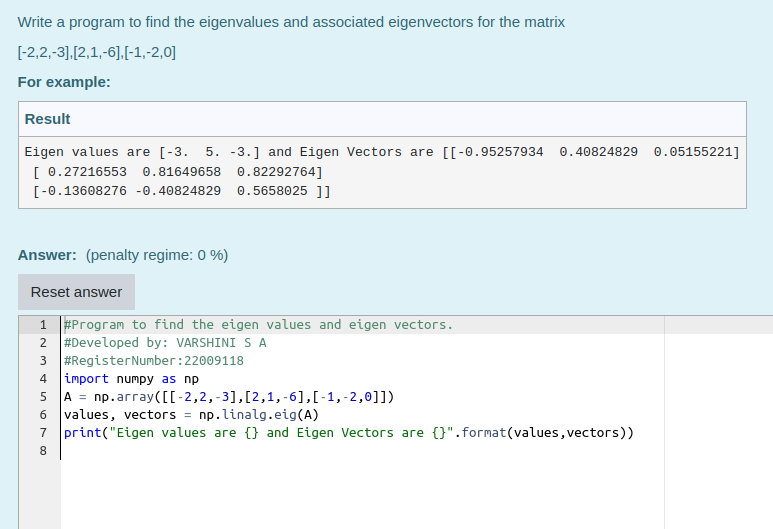 Write a program to find the eigenvalues and associated eigenvectors for the matrix
[-2,2,-3],[2,1,-6],[-1,-2,0]
For example:
Result
Eigen values are [-3.  5. -3.] and Eigen Vectors are [[-0.95257934  0.40824829  0.05155221]
 [ 0.27216553  0.81649658  0.82292764]
 [-0.13608276 -0.40824829  0.5658025 ]]
Answer: (penalty regime: 0 %)
Reset answer
1 #Program to find the eigen values and eigen vectors.
2 #Developed by: VARSHINI S A
3 #RegisterNumber:22009118
4 import numpy as np
5 A = np.array([[-2,2,-3],[2,1,-6],[-1,-2,0]])
6 values, vectors = np.linalg.eig(A)
7 print("Eigen values are {} and Eigen Vectors are {}".format(values,vectors))
8